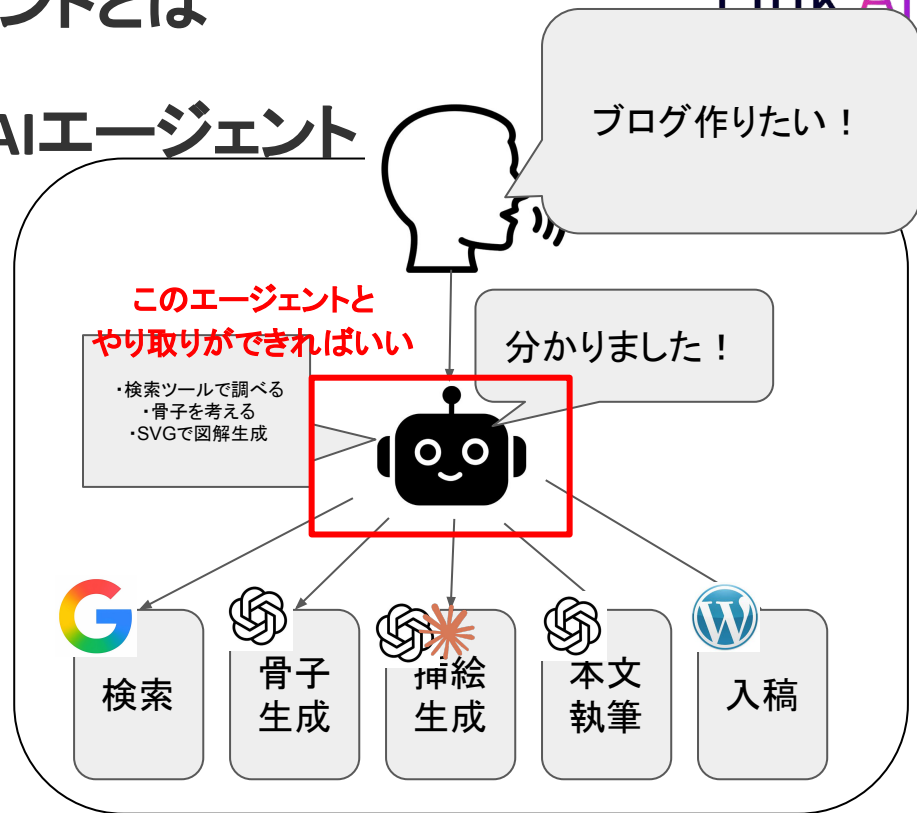 ントとは
Link AI
AIエージェント
ブログ作りたい！
このエージェントと
やり取りができればいい
分かりました！
・検索ツールで調べる
・骨子を考える
・SVGで図解生成
検索
骨子
生成
挿絵
生成
本文
執筆
入稿